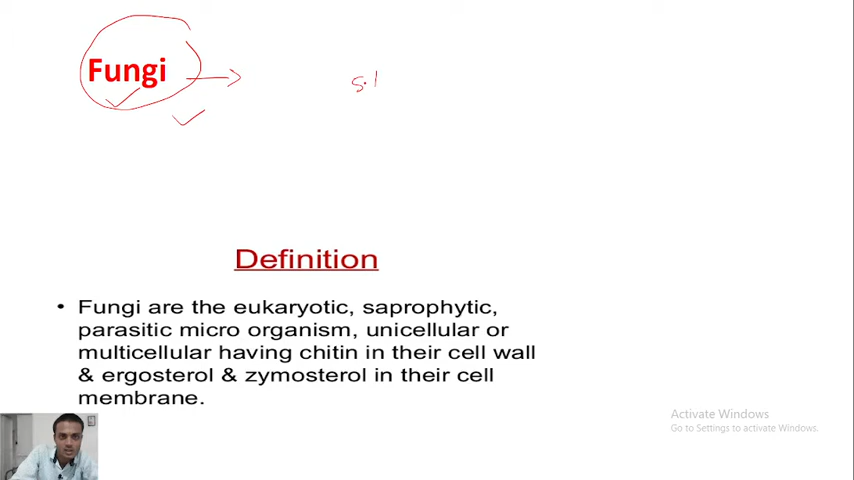 Fungi
Definition
• Fungi are the eukaryotic, saprophytic,
parasitic micro organism, unicellular or
multicellular having chitin in their cell wall
& ergosterol & zymosterol in their cell
membrane.
Activate Windows
Go to Settings to activate Windows.